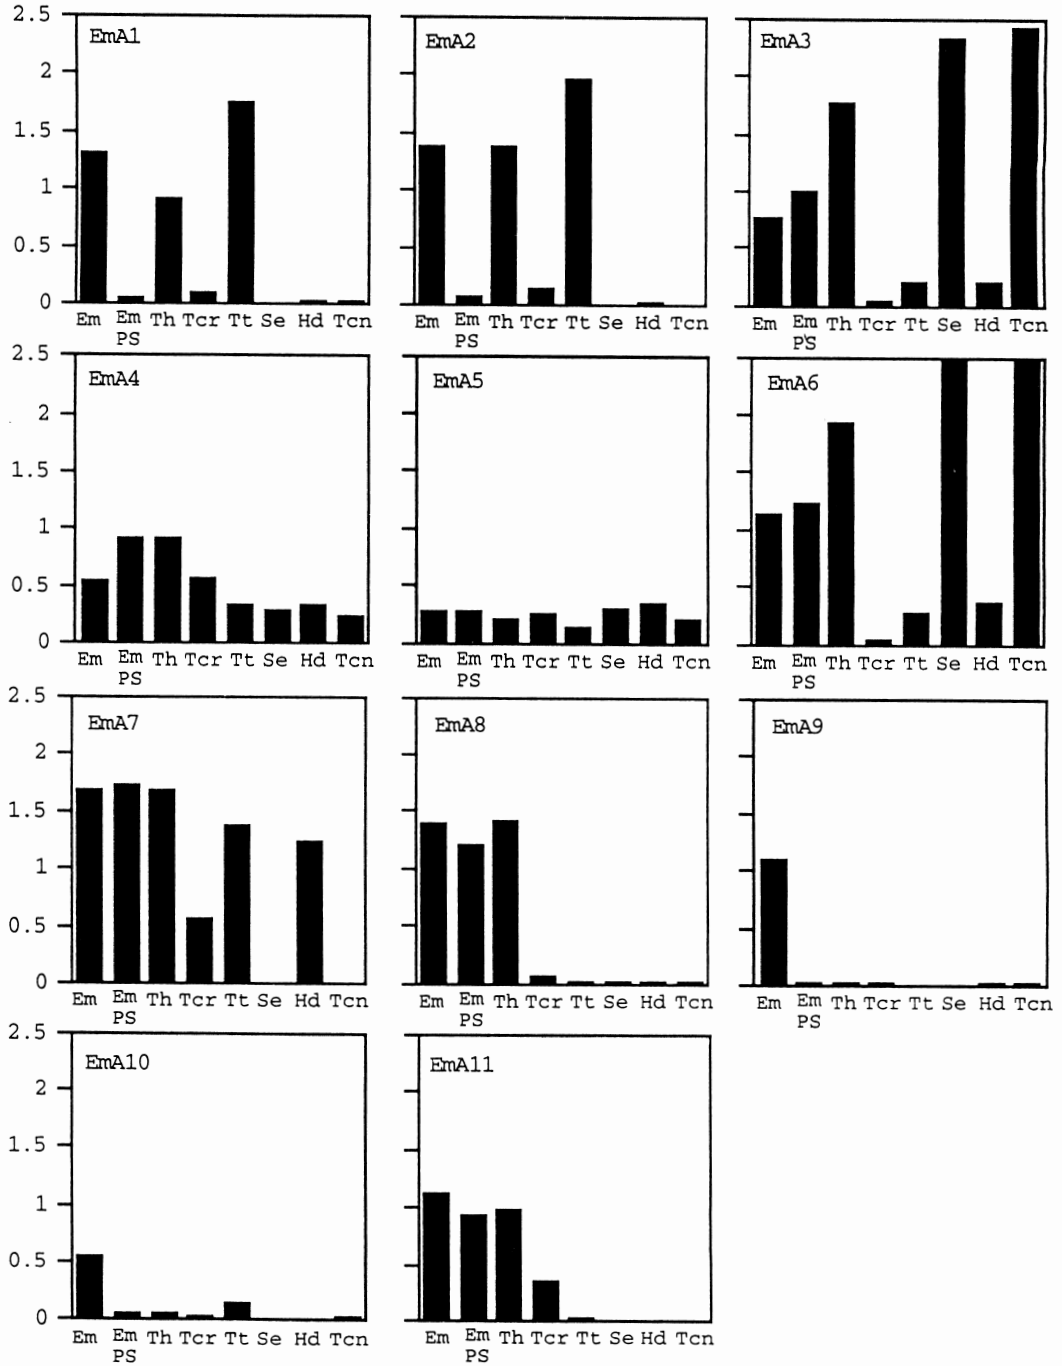 2.5
EmA1
EmA2
EmA3
2
1.5
1
0.5
0
Em Em Th Tcr Tt Se Hd Tcn
PS
Em Em Th Tcr Tt Se Hd Tcn
PS
Em Em Th Tcr Tt Se Hd Tcn
P'S
2.5
EmA4
EmA5
EmA6
2
1.5
1
0.5
0
Em Em Th Tcr Tt Se Hd Tcn
PS
Em Em Th Tcr Tt Se Hd Tcn
PS
Em Em Th Tcr Tt Se Hd Tcn
PS
2.5
EmA7
EmA8
EmA9
2
1.5
1
0.5
0
Em Em Th Tcr Tt Se Hd Tcn
PS
Em Em Th Tcr Tt Se Hd Tcn
PS
Em Em Th Tcr Tt Se Hd Tcn
PS
2.5
EmA10
EmA11
2
1.5
1
0.5
0
Em Em Th Tcr Tt Se Hd Tcn
PS
Em Em Th Tcr Tt Se Hd Tcn
PS